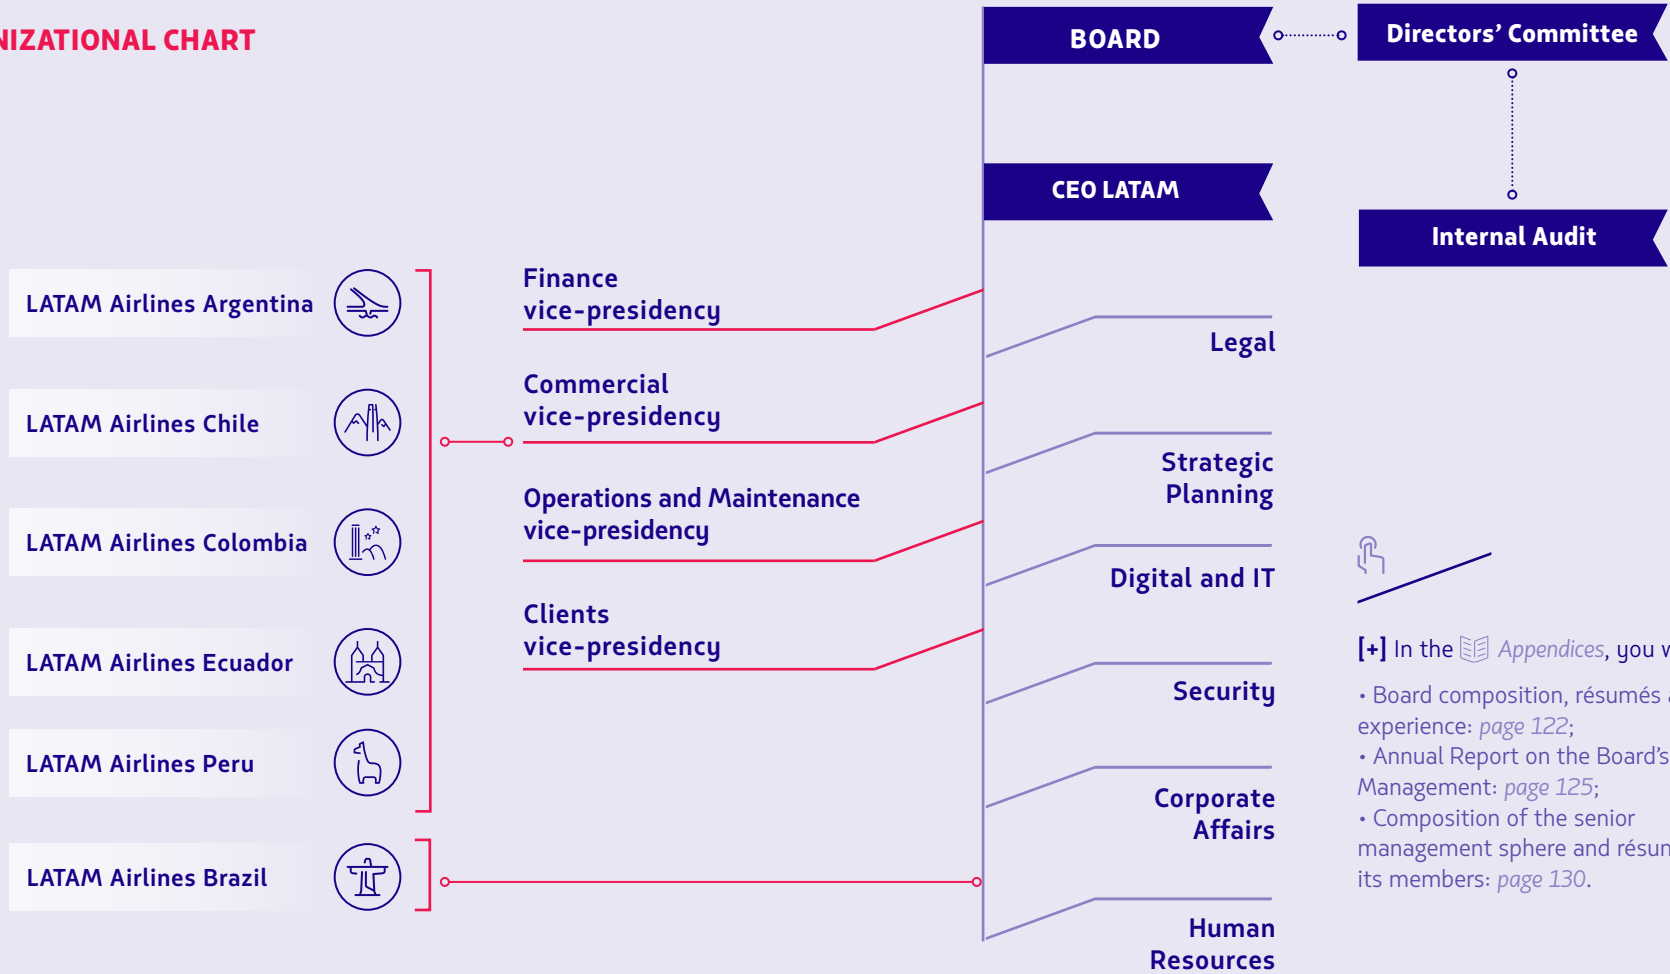 NIZATIONAL CHART
BOARD
Directors’ Committee
CEO LATAM
Internal Audit
LATAM Airlines Argentina
LATAM Airlines Chile
LATAM Airlines Colombia
LATAM Airlines Ecuador
LATAM Airlines Peru
LATAM Airlines Brazil
Finance
vice-presidency
Commercial
vice-presidency
Operations and Maintenance
vice-presidency
Clients
vice-presidency
Legal
Strategic
Planning
Digital and IT
Security
Corporate
Affairs
Human
Resources
[+] In the Appendices, you
• Board composition, résumés
experience: page 122;
• Annual Report on the Board’s
Management: page 125;
• Composition of the senior
management sphere and
its members: page 130.